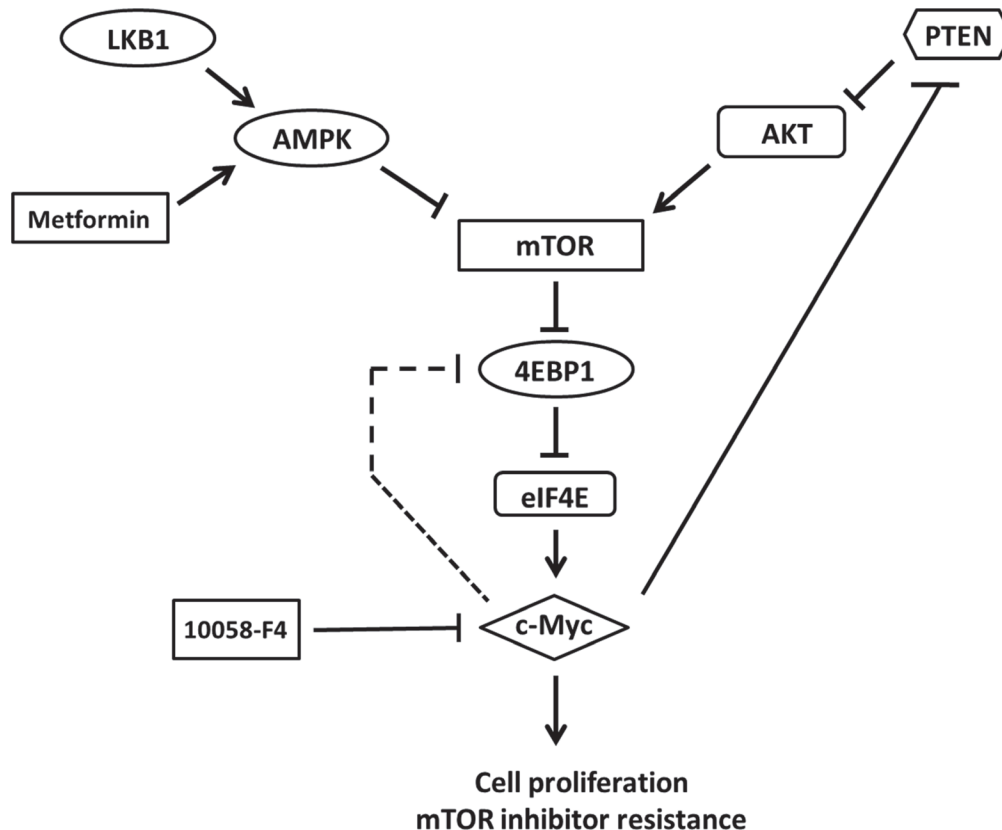 LKB1
PTEN
AMPK
AKT
Metformin
mTOR
4EBP1
eIF4E
10058-F4
c-Myc
Cell proliferation
mTOR inhibitor resistance